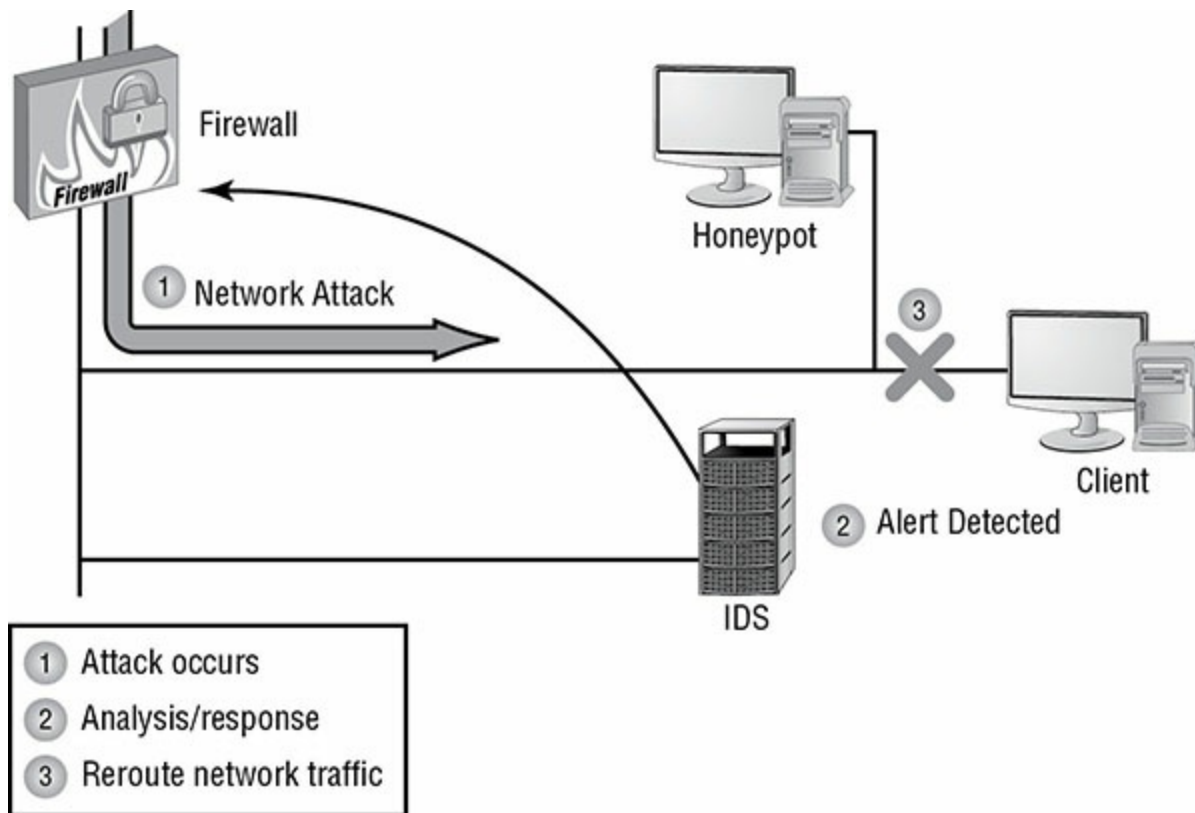 Firewall
Firewall
Honeypot
1 Network Attack
3
Client
2 Alert Detected
IDS
1 Attack occurs
2 Analysis/response
3 Reroute network traffic